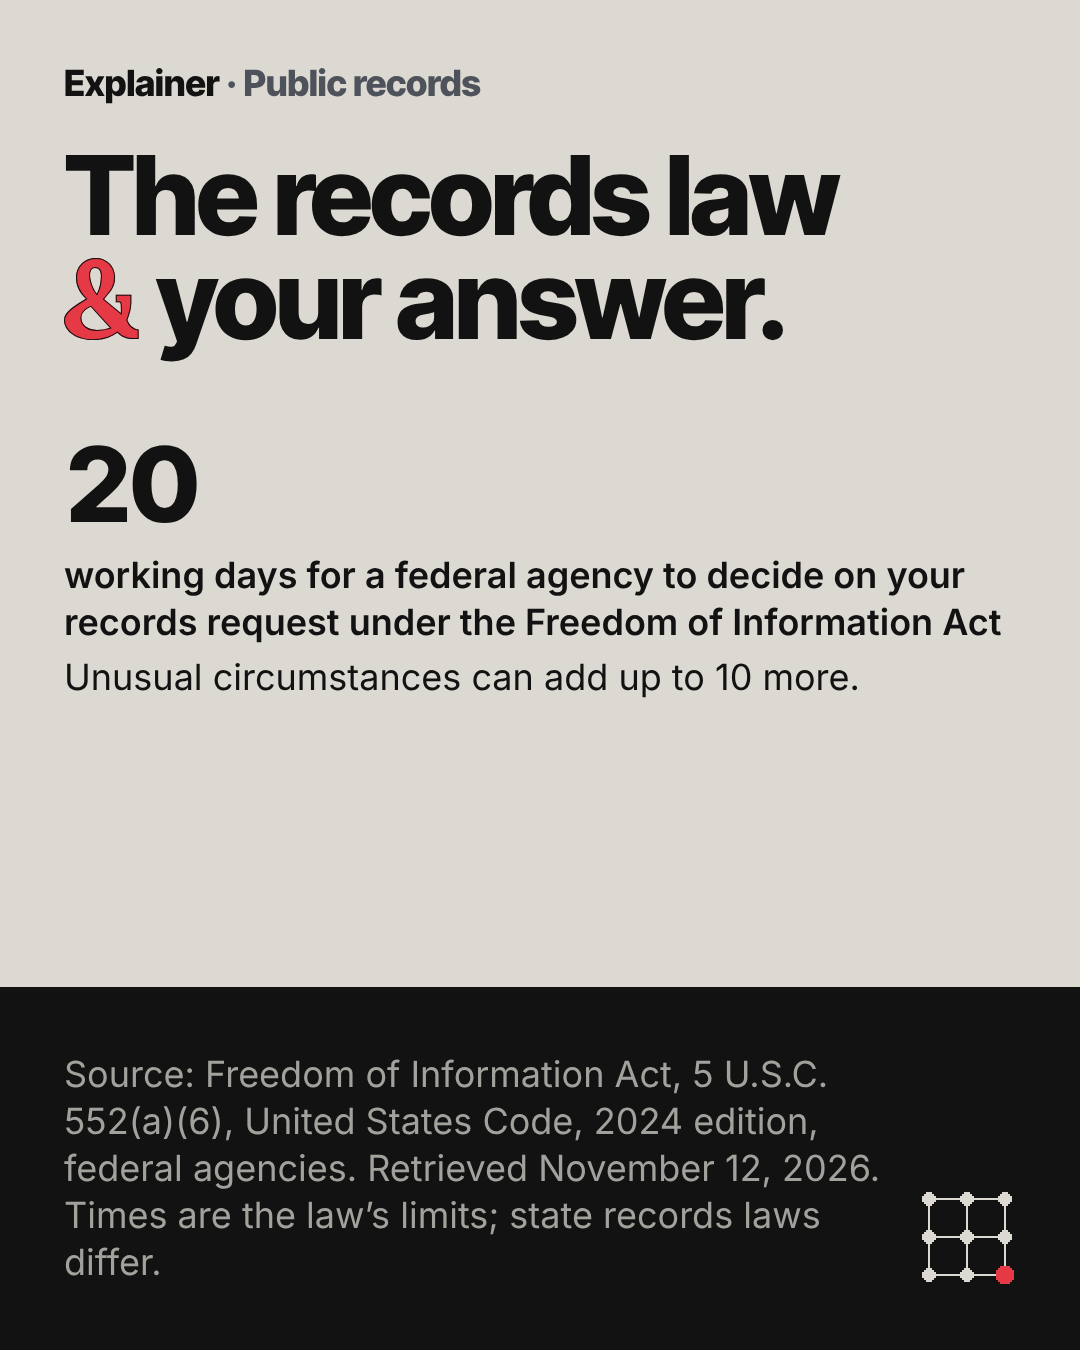 Explainer · Public records
The records law
& your answer.
20
working days for a federal agency to decide on your
records request under the Freedom of Information Act
Unusual circumstances can add up to 10 more.
Source: Freedom of Information Act, 5 U.S.C.
552(a)(6), United States Code, 2024 edition,
federal agencies. Retrieved November 12, 2026.
Times are the law’s limits; state records laws
differ.